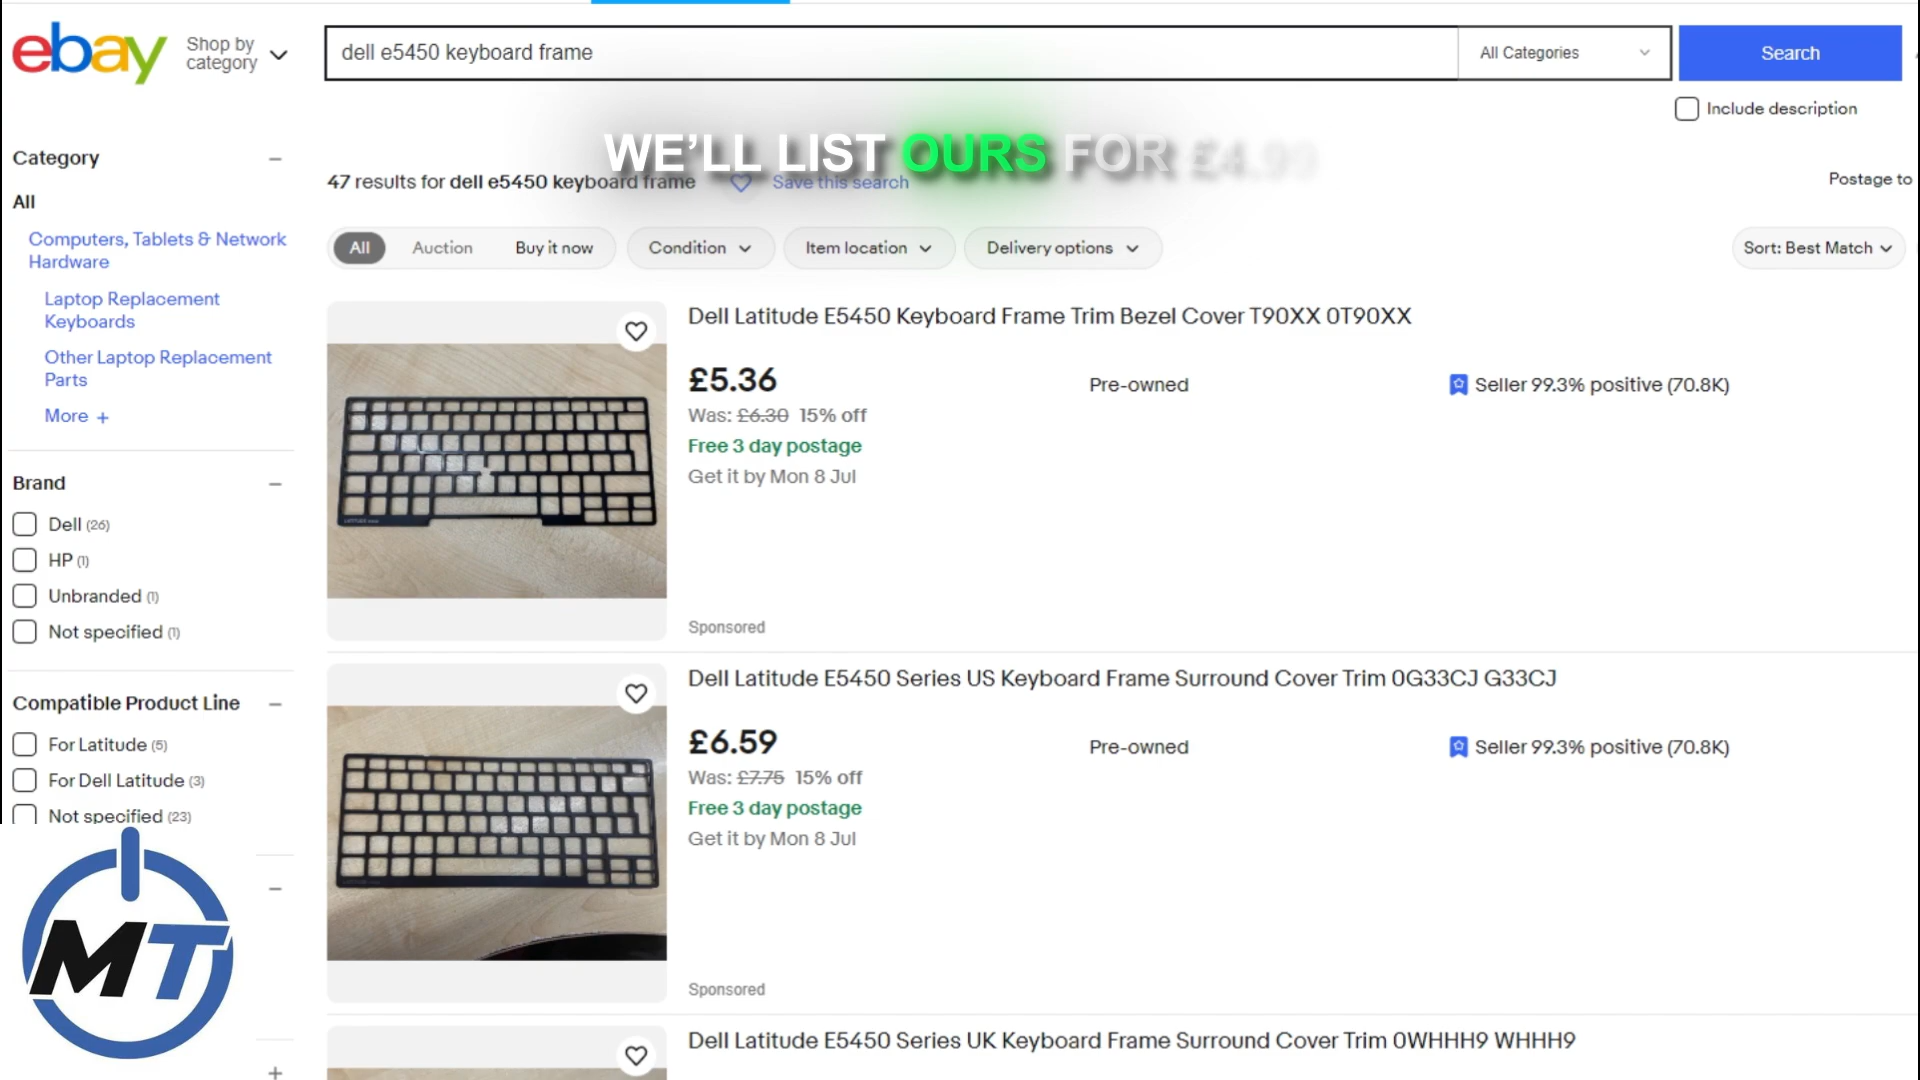 ebay
Shop by
category
dell e5450 keyboard frame
All Categories
Search
Include description
WE'LL LIST OURS FOR £4.99
Category
All
Computers, Tablets & Network
Hardware
Laptop Replacement
Keyboards
Other Laptop Replacement
Parts
More +
Brand
Dell (26)
HP (1)
Unbranded (1)
Not specified (1)
Compatible Product Line
For Latitude (5)
For Dell Latitude (3)
Not specified (23)
MT
47 results for dell e5450 keyboard frame
Save this search
Postage to
All
Auction
Buy it now
Condition
Item location
Delivery options
Sort: Best Match
Dell Latitude E5450 Keyboard Frame Trim Bezel Cover T90XX 0T90XX
£5.36
Pre-owned
Seller 99.3% positive (70.8K)
Was: £6.30 15% off
Free 3 day postage
Get it by Mon 8 Jul
Sponsored
Dell Latitude E5450 Series US Keyboard Frame Surround Cover Trim 0G33CJ G33CJ
£6.59
Pre-owned
Seller 99.3% positive (70.8K)
Was: £7.75 15% off
Free 3 day postage
Get it by Mon 8 Jul
Sponsored
Dell Latitude E5450 Series UK Keyboard Frame Surround Cover Trim 0WHHH9 WHHH9